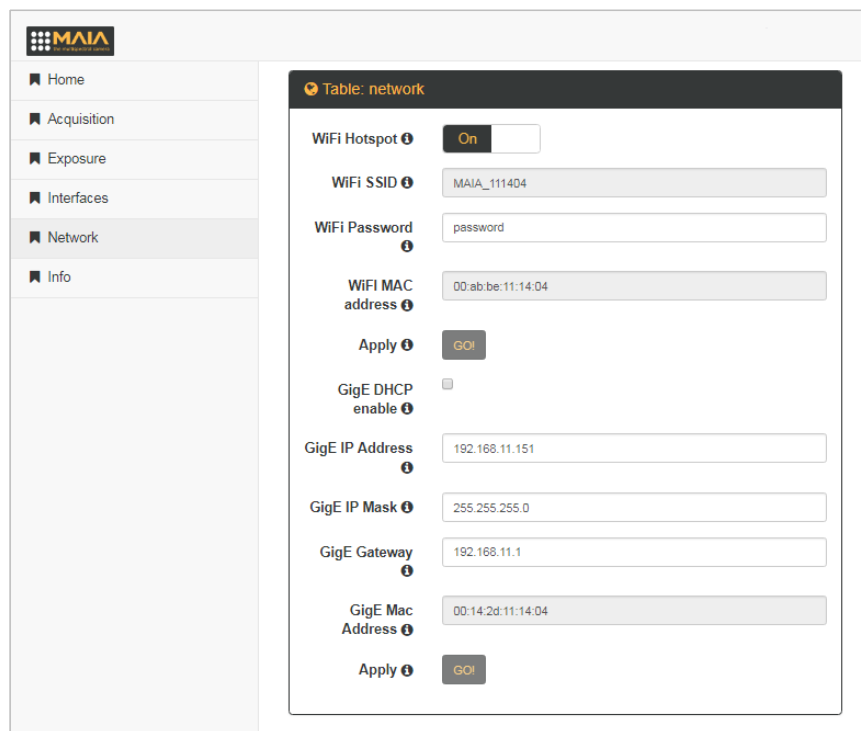 MAIA
the multispectral camera
Home
Acquisition
Exposure
Interfaces
Network
Info
Table: network
WiFi Hotspot
On
WiFi SSID
MAIA_111404
WiFi Password
password
WiFI MAC
address
00:ab:be:11:14:04
Apply
GO!
GigE DHCP
enable
GigE IP Address
192.168.11.151
GigE IP Mask
255.255.255.0
GigE Gateway
192.168.11.1
GigE Mac
Address
00:14:2d:11:14:04
Apply
GO!